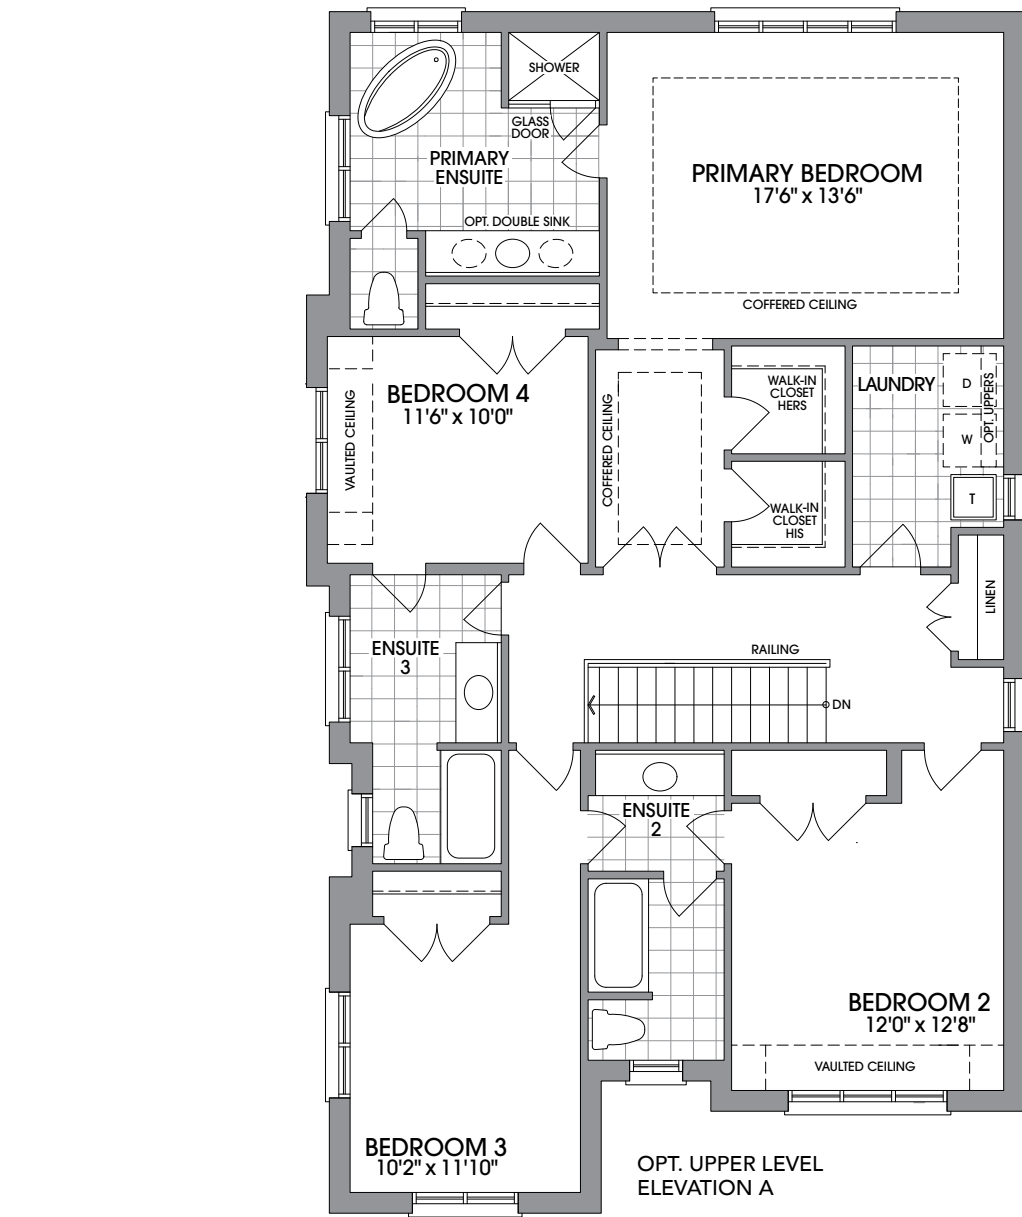 SHOWER
GLASS
DOOR
PRIMARY
ENSUITE
OPT. DOUBLE SINK
PRIMARY BEDROOM
17'6" x 13'6"
COFFERED CEILING
BEDROOM 4
11'6" x 10'0"
VAULTED CEILING
COFFERED CEILING
WALK-IN
CLOSET
HERS
WALK-IN
CLOSET
HIS
LAUNDRY
D
W
OPT. UPPERS
T
LINEN
ENSUITE
3
RAILING
DN
ENSUITE
2
BEDROOM 2
12'0" x 12'8"
VAULTED CEILING
BEDROOM 3
10'2" x 11'10"
OPT. UPPER LEVEL
ELEVATION A